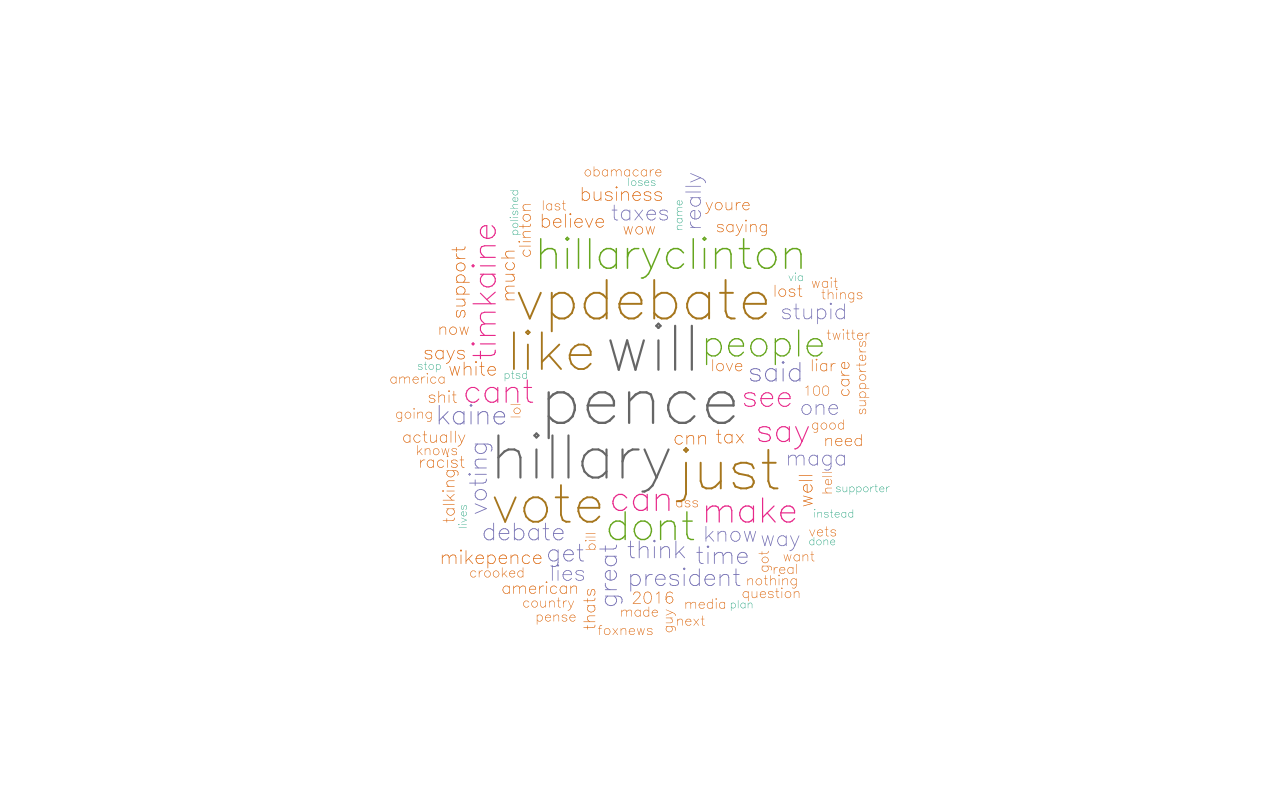 obamacare
loses
business
polished
last
believe
taxes
wow
name
really
youre
saying
clinton
timkaine
hillaryclinton
support
much
via
wait
things
vpdebate
lost
stupid
now
like
will
people
twitter
says
white
love
said
liar
care
supporters
stop
ptsd
america
cant
see
100
one
shit
lol
pence
going
kaine
say
good
need
actually
knows
racist
cnn
tax
hillary
just
maga
voting
talking
well
hell
supporter
lives
vote
can
ass
make
instead
debate
dont
know
way
vets
done
bill
mikepence
get
think
time
got
want
crooked
lies
great
president
real
nothing
american
thats
2016
question
country
pense
made
media
plan
foxnews
guy
next